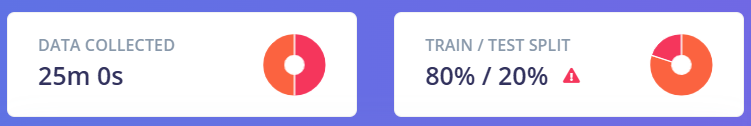 DATA COLLECTED
25m 0s
TRAIN / TEST SPLIT
80% / 20%